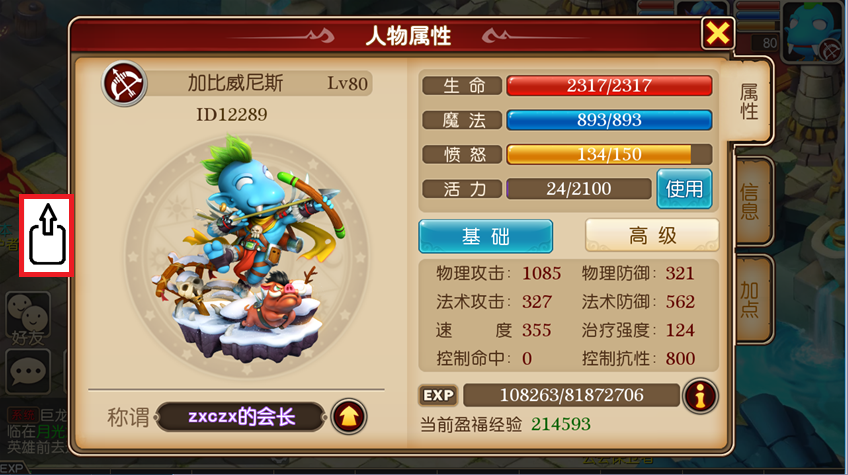 人物属性
80
加比威尼斯 Lv80
ID12289
生命 2317/2317
魔法 893/893
愤怒 134/150
活力 24/2100 使用
基础 高级
物理攻击: 1085 物理防御: 321
法术攻击: 327 法术防御: 562
速度 355 治疗强度: 124
控制命中: 0 控制抗性: 800
EXP 108263/81872706
当前盈福经验 214593
称谓 zxczx的会长
属性
信息
加点
好友
巨龙
临在月光
英雄前去
EXP